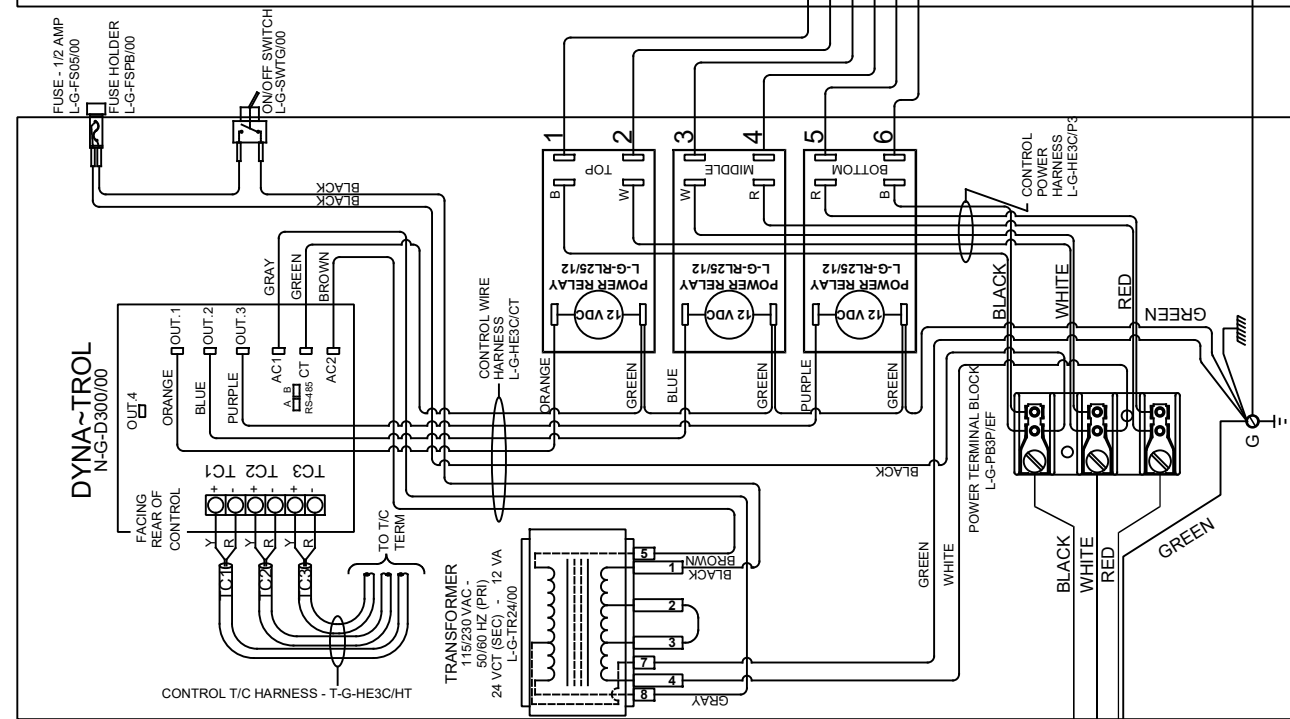 FUSE - 1/2 AMP
L-G-FS05/00
FUSE HOLDER
L-G-FSPB/00
ON/OFF SWITCH
L-G-SWTG/00
BLACK
BLACK
DYNA~TROL
N-G-D300/00
OUT.4
OUT.1
OUT.2
OUT.3
ORANGE
BLUE
PURPLE
AC1
CT
AC2
A B
RS-485
GRAY
GREEN
BROWN
TC1
TC2
TC3
+ - + - + -
FACING
REAR OF
CONTROL
Y R Y R Y R
C1
C2
C3
TO T/C
TERM
CONTROL T/C HARNESS - T-G-HE3C/HT
CONTROL WIRE
HARNESS
L-G-HE3C/CT
1 2 3 4 5 6
TOP
MIDDLE
BOTTOM
B W W R R B
POWER RELAY
L-G-RL25/12
12 VDC
POWER RELAY
L-G-RL25/12
12 VDC
POWER RELAY
L-G-RL25/12
12 VDC
ORANGE
GREEN
BLUE
GREEN
PURPLE
GREEN
CONTROL
POWER
HARNESS
L-G-HE3C/P3
BLACK
WHITE
RED
GREEN
BLACK
POWER TERMINAL BLOCK
L-G-PB3P/EF
G
TRANSFORMER
115/230 VAC -
50/60 HZ (PRI)
24 VCT (SEC) - 12 VA
L-G-TR24/00
5
1
2
3
7
4
8
BROWN
BLACK
GRAY
GREEN
WHITE
BLACK
WHITE
RED
GREEN